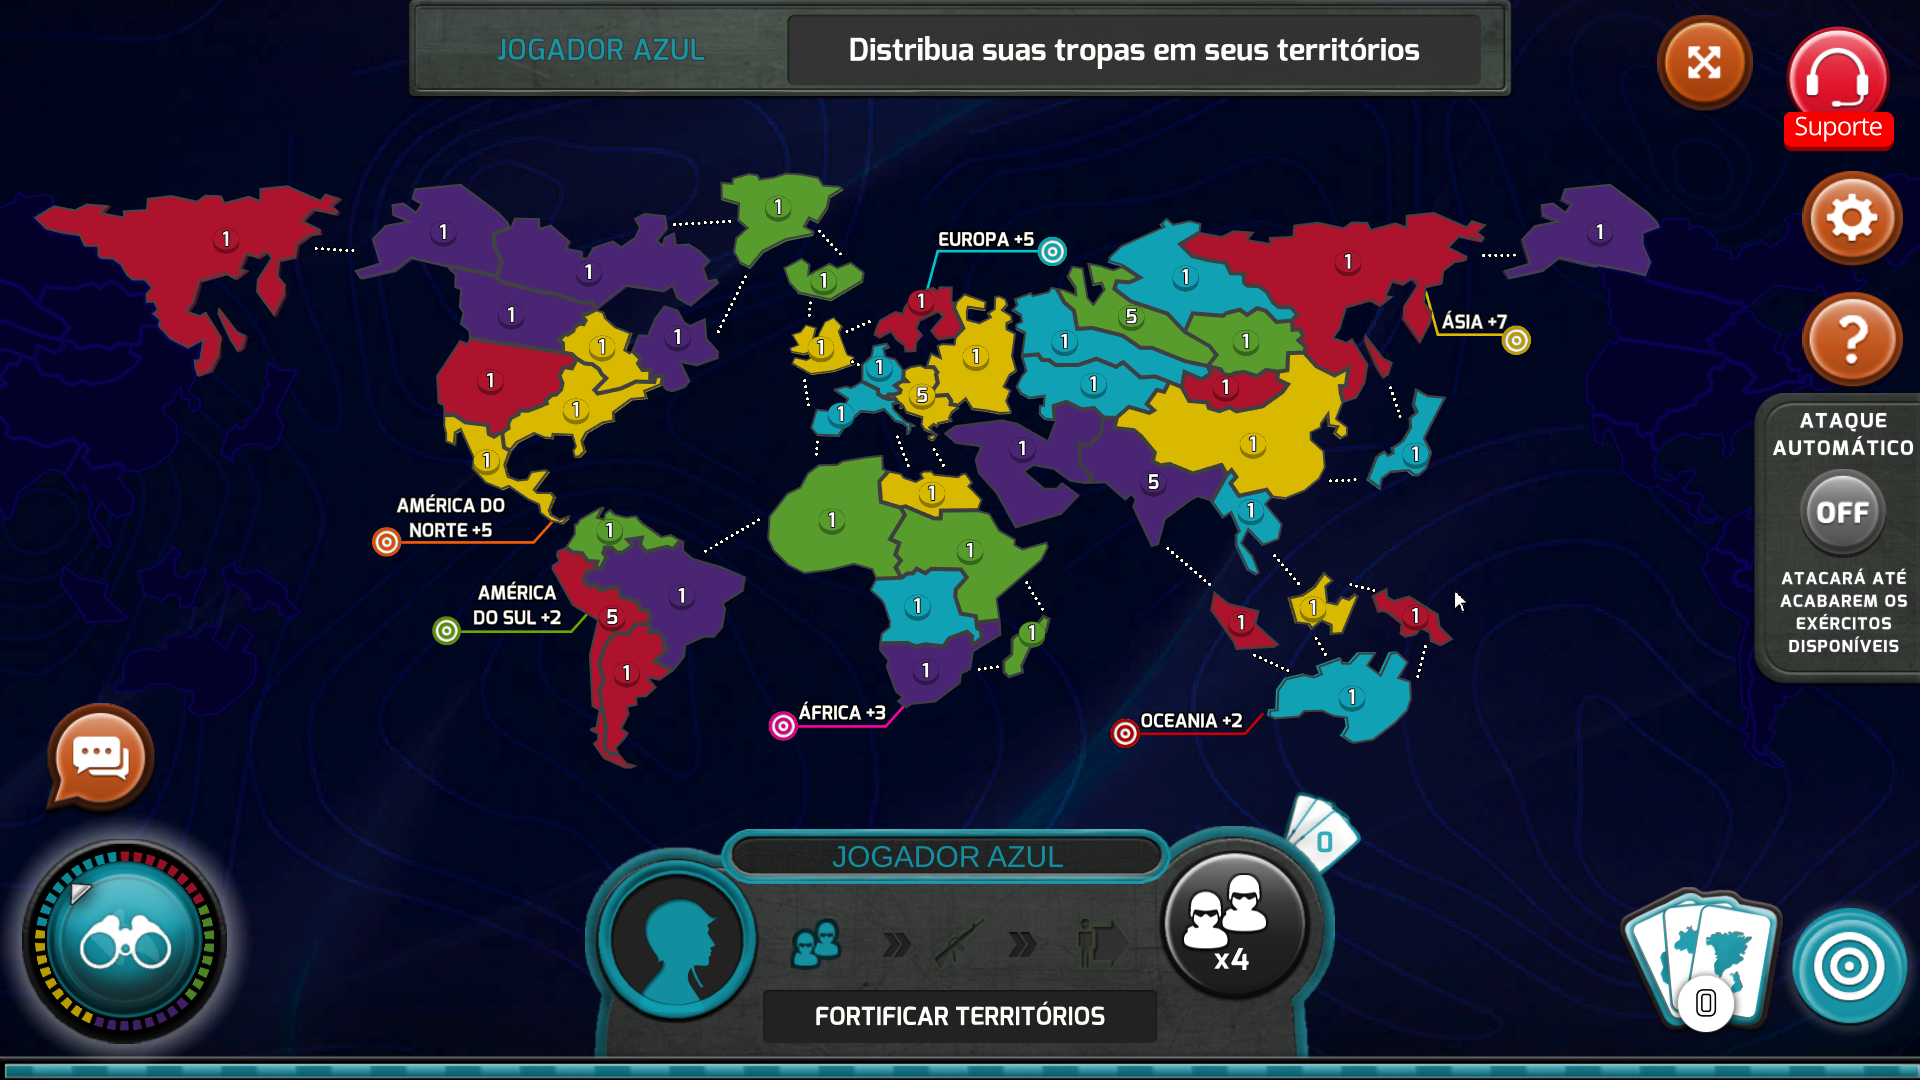 JOGADOR AZUL
Distribua suas tropas em seus territórios
Suporte
1
1
1
1
1
EUROPA +5
1
1
1
1
1
1
1
1
5
ÁSIA +7
1
1
1
1
1
1
1
1
1
5
1
1
1
1
1
ATAQUE
AUTOMÁTICO
OFF
ATACARÁ ATÉ
ACABAREM OS
EXÉRCITOS
DISPONÍVEIS
1
1
1
1
5
1
1
AMÉRICA DO
NORTE +5
1
1
1
1
AMÉRICA
DO SUL +2
1
5
1
1
1
1
1
1
1
1
1
ÁFRICA +3
OCEANIA +2
0
JOGADOR AZUL
x4
FORTIFICAR TERRITÓRIOS
0